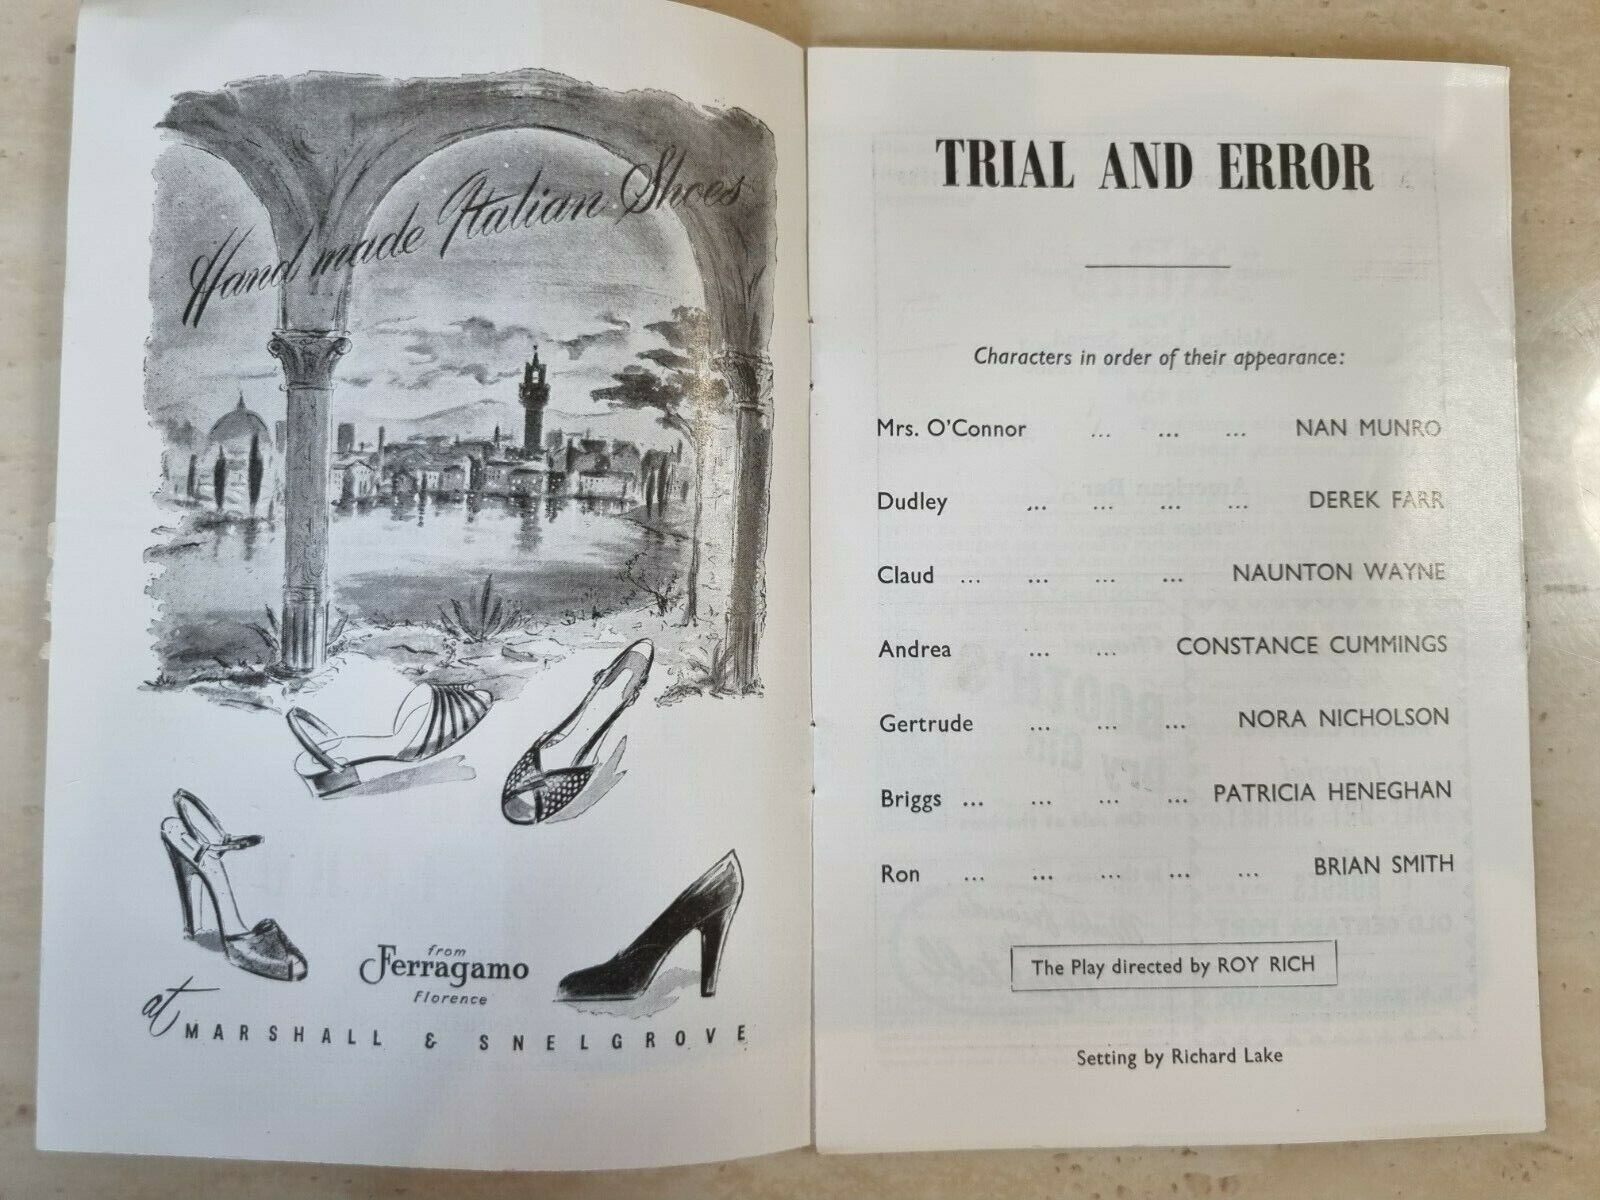 Hand made Italian Shoes
from
Ferragamo
Florence
at MARSHALL & SNELGROVE
TRIAL AND ERROR
Characters in order of their appearance:
Mrs. O'Connor ... ... ... NAN MUNRO
Dudley ... ... ... ... DEREK FARR
Claud ... ... ... ... NAUNTON WAYNE
Andrea ... ... CONSTANCE CUMMINGS
Gertrude ... ... ... NORA NICHOLSON
Briggs ... ... ... ... PATRICIA HENEGHAN
Ron ... ... ... ... ... BRIAN SMITH
The Play directed by ROY RICH
Setting by Richard Lake